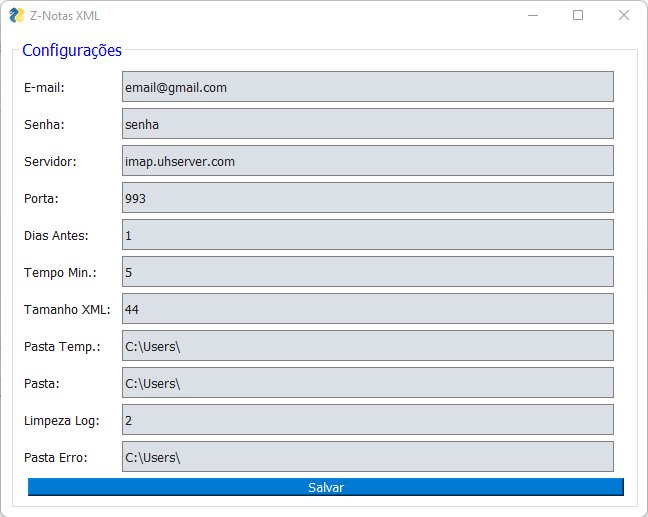 Z-Notas XML
Configurações
E-mail: email@gmail.com
Senha: senha
Servidor: imap.uhserver.com
Porta: 993
Dias Antes: 1
Tempo Min.: 5
Tamanho XML: 44
Pasta Temp.: C:\Users\
Pasta: C:\Users\
Limpeza Log: 2
Pasta Erro: C:\Users\
Salvar